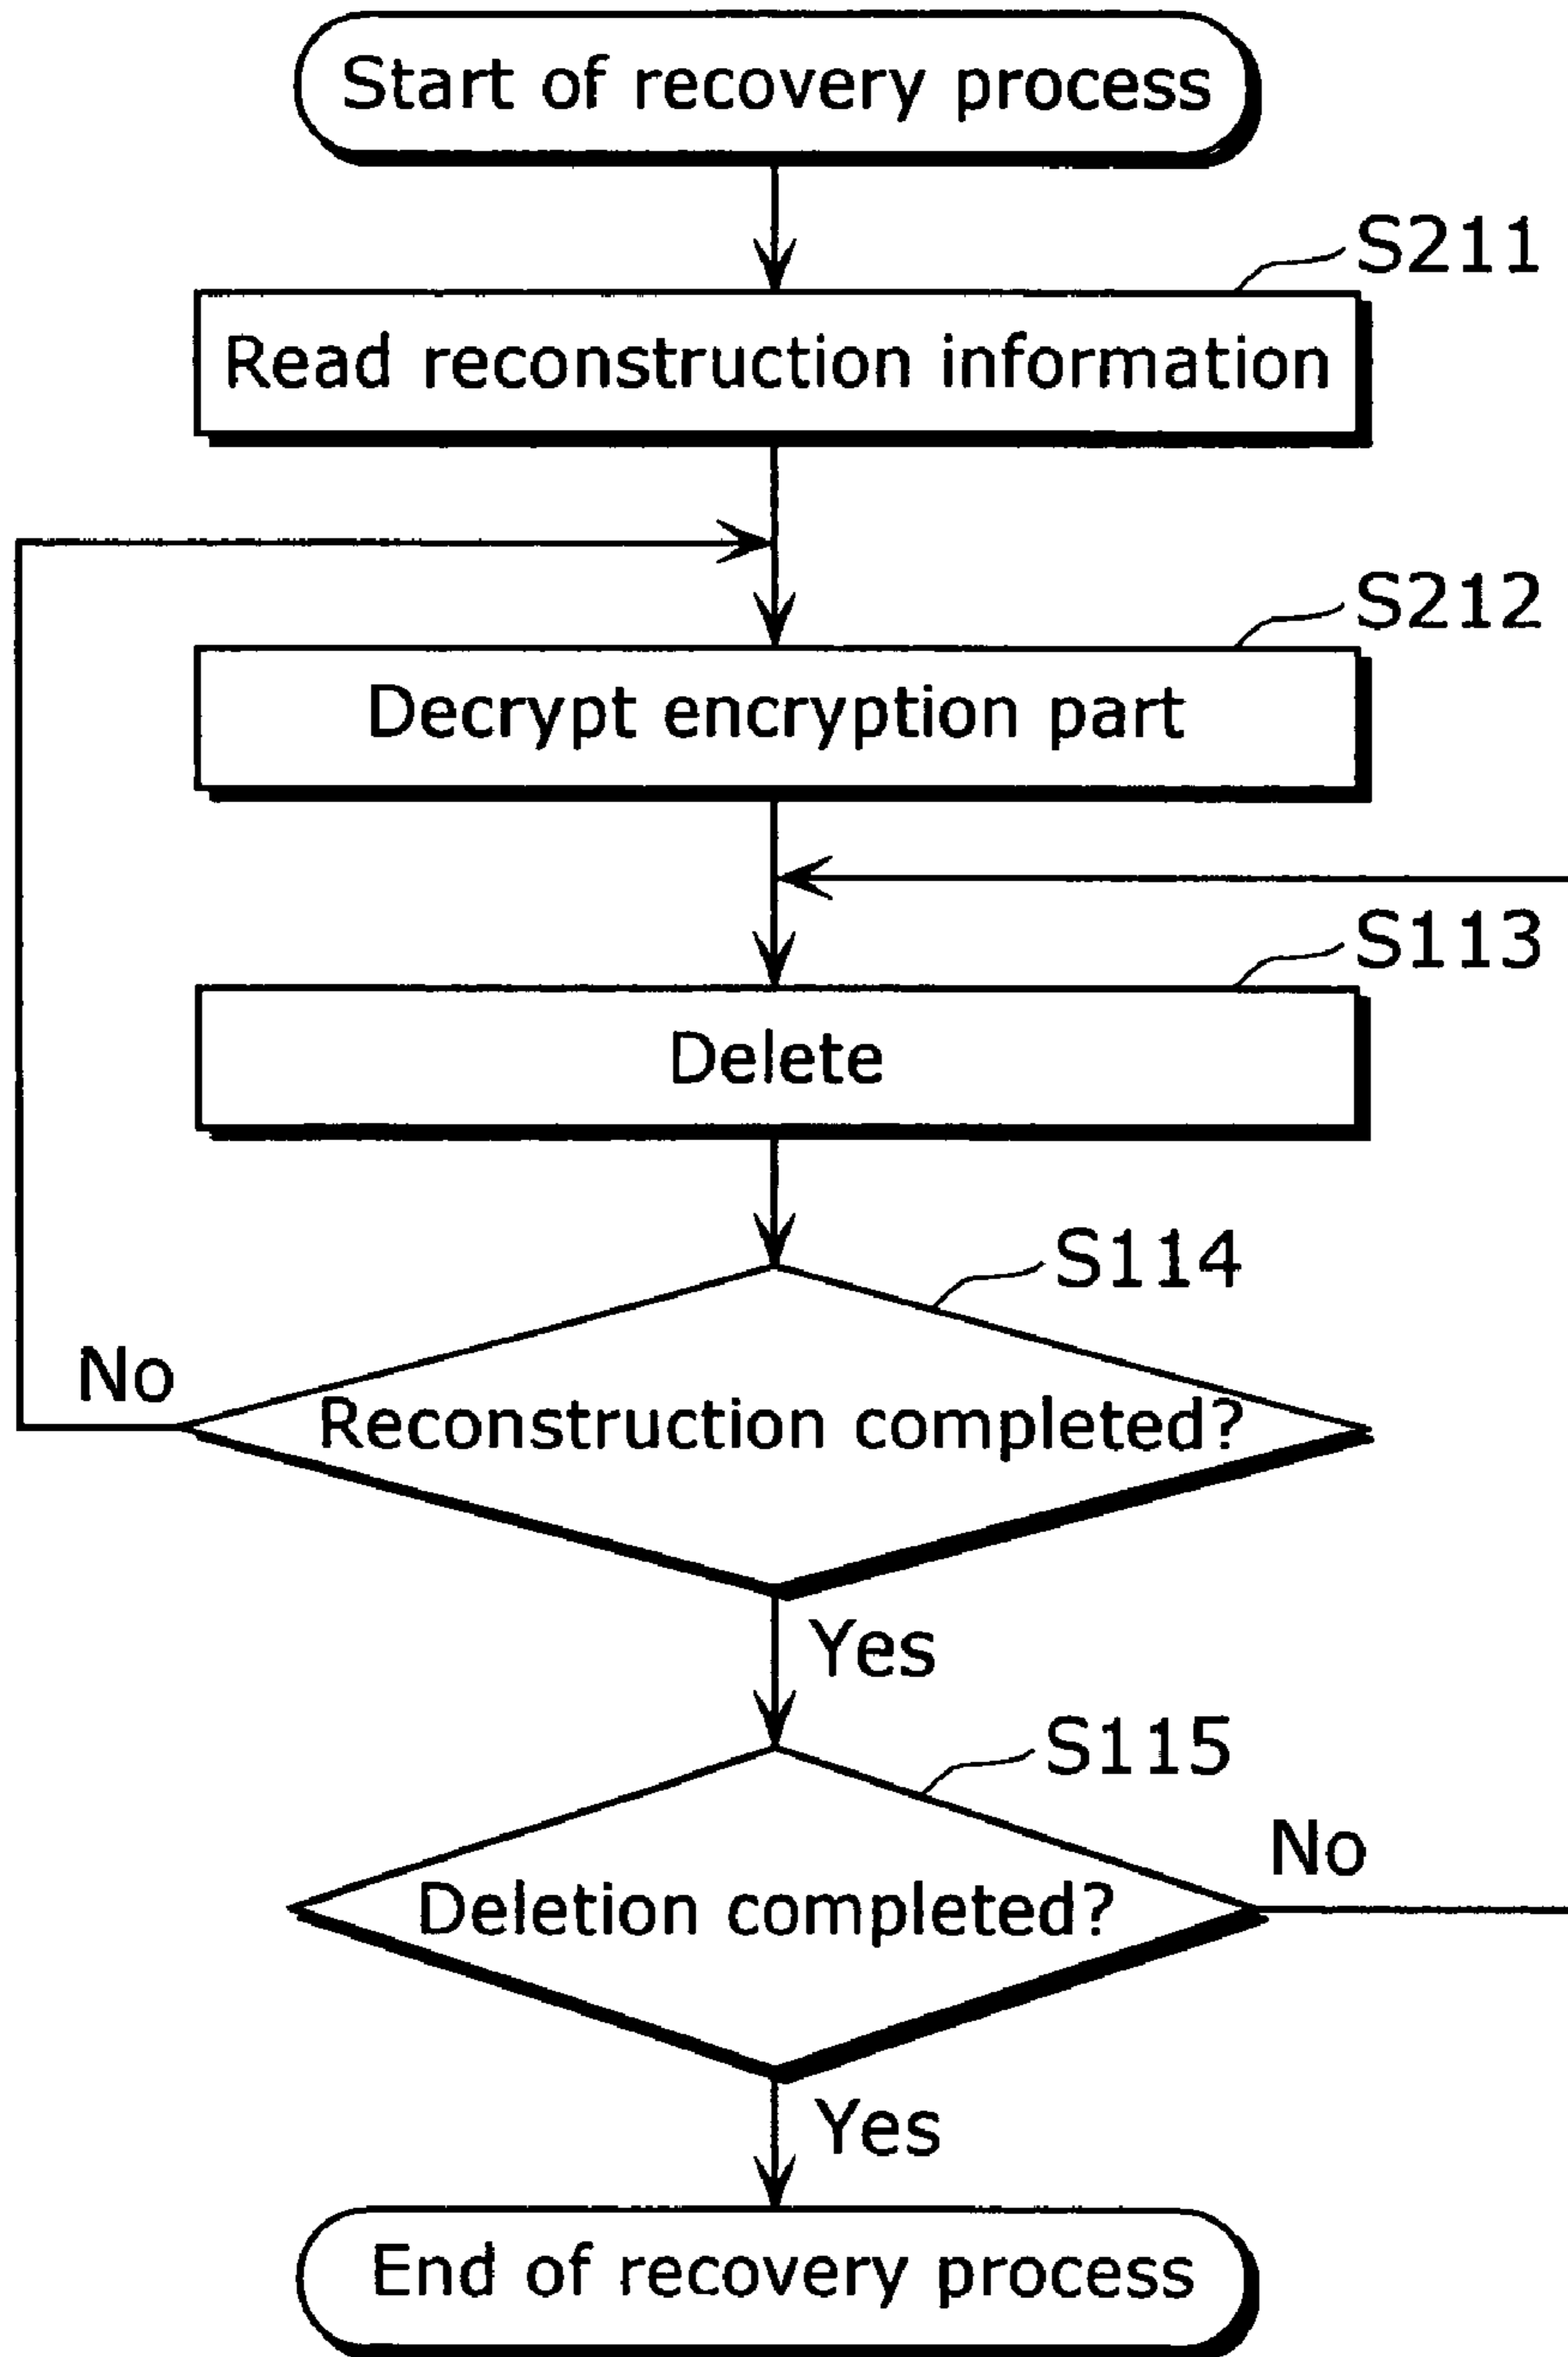 Start of recovery process
S211
Read reconstruction information
S212
Decrypt encryption part
S113
Delete
S114
No
Reconstruction completed?
Yes
S115
No
Deletion completed?
Yes
End of recovery process